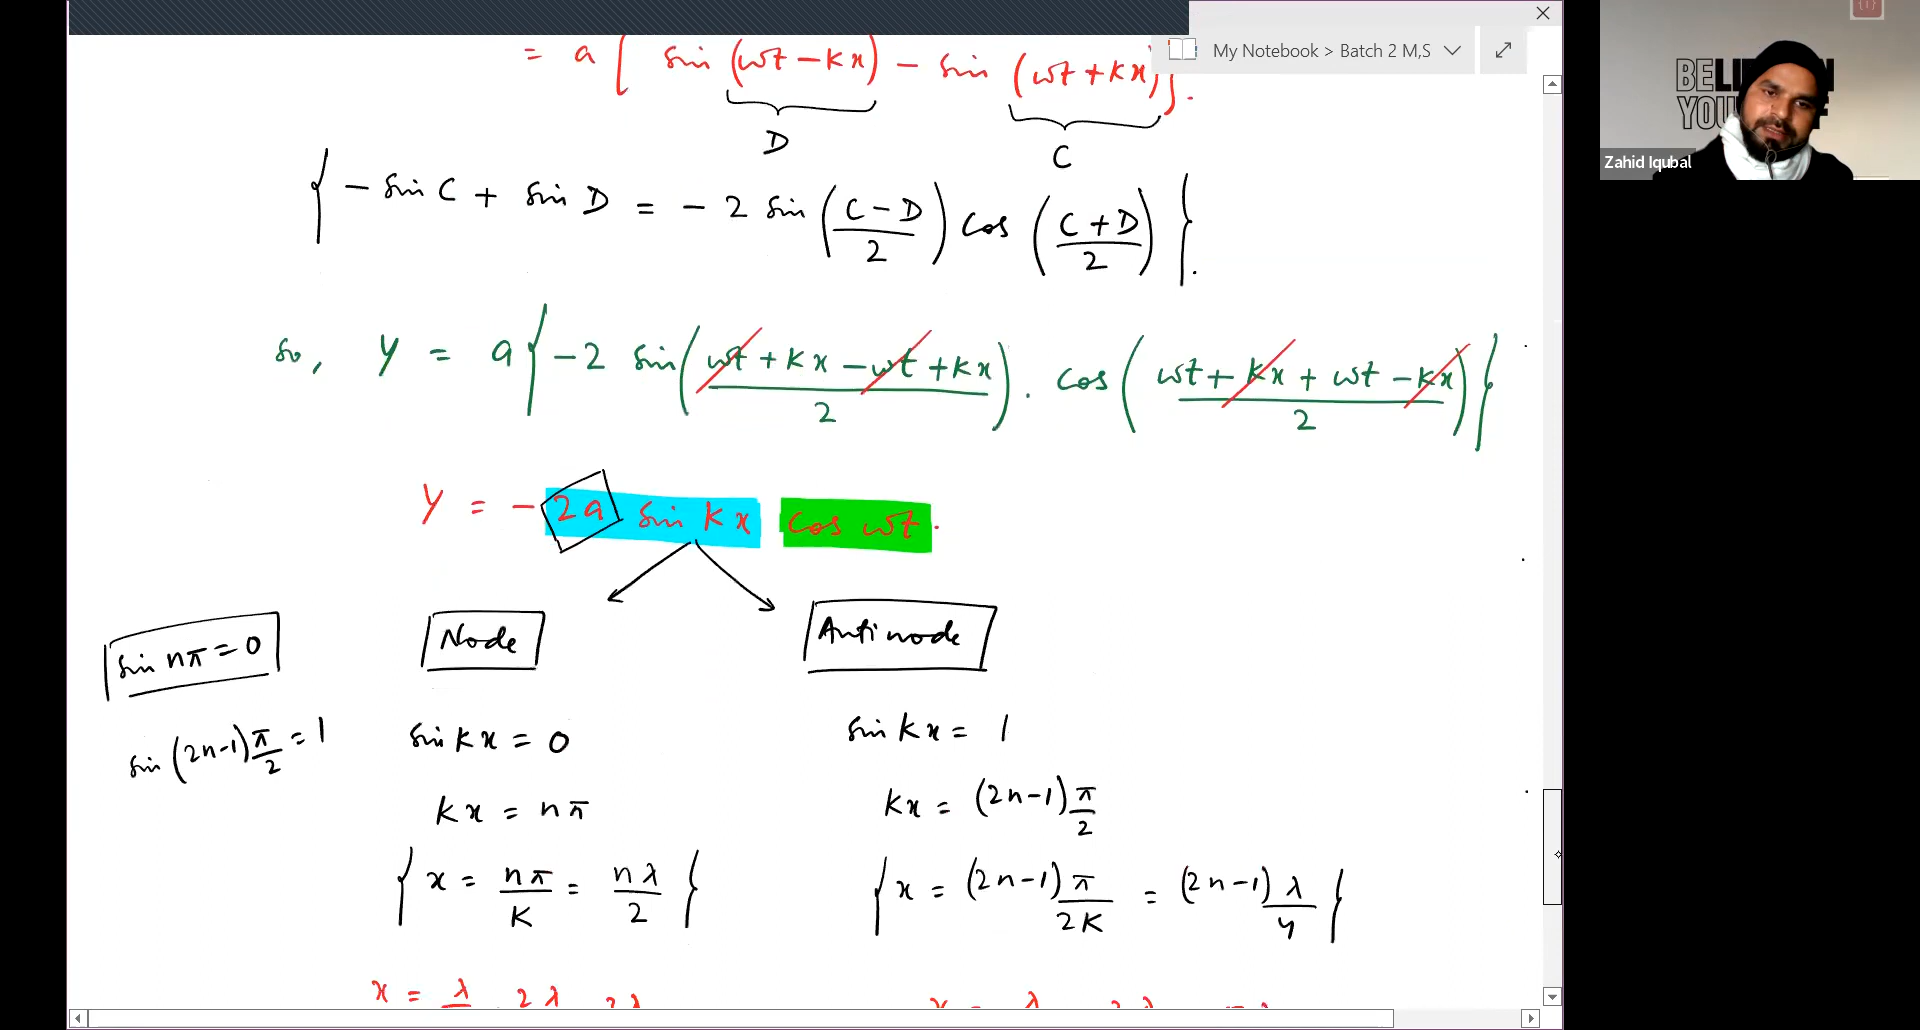 My Notebook > Batch 2 M,S
= a [ sin (ωt - kx) - sin (ωt + kx) ].
D
C
{ - sin C + sin D = - 2 sin ( (C - D)/2 ) cos ( (C + D)/2 ) }.
so, y = a { -2 sin ( (ωt + kx - ωt + kx)/2 ) . cos ( (ωt + kx + ωt - kx)/2 ) }
y = - 2a sin kx cos ωt.
sin nπ = 0
Node
Antinode
sin (2n-1) π/2 = 1
sin kx = 0
sin kx = 1
kx = nπ
kx = (2n-1) π/2
{ x = nπ/K = nλ/2 }
{ x = (2n-1) π/2K = (2n-1) λ/4 }
x = λ 2λ 3λ
BELI
YOU
F
Zahid Iqubal